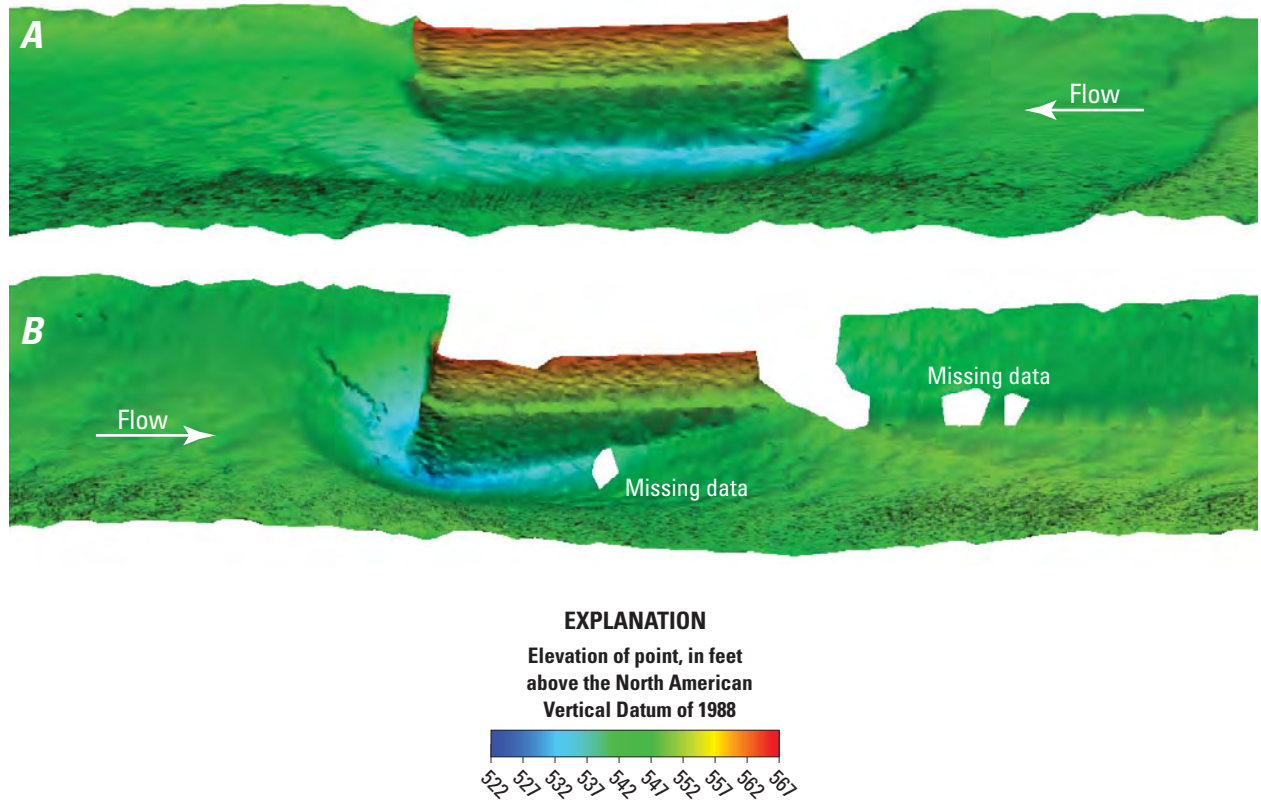 A
Flow
B
Missing data
Flow
Missing data
EXPLANATION
Elevation of point, in feet
above the North American
Vertical Datum of 1988
522 527 532 537 542 547 552 557 562 567